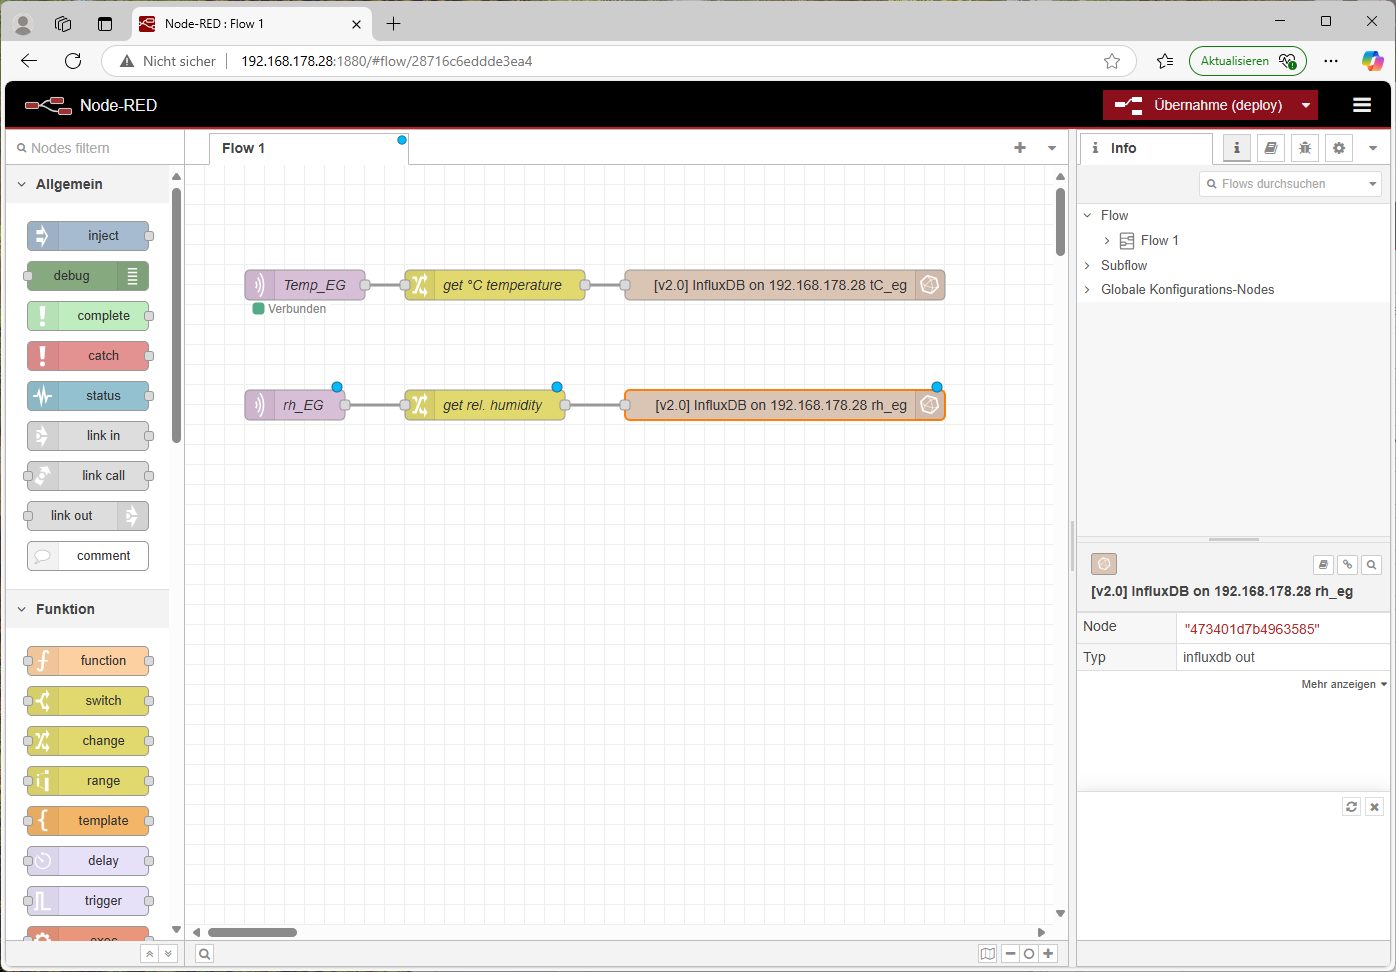 Node-RED : Flow 1
Nicht sicher
192.168.178.28:1880/#flow/28716c6eddde3ea4
Aktualisieren
Node-RED
Übernahme (deploy)
Nodes filtern
Flow 1
Info
Flows durchsuchen
Allgemein
inject
debug
complete
catch
status
link in
link call
link out
comment
Funktion
function
switch
change
range
template
delay
trigger
exec
Temp_EG
get °C temperature
[v2.0] InfluxDB on 192.168.178.28 tC_eg
Verbunden
rh_EG
get rel. humidity
[v2.0] InfluxDB on 192.168.178.28 rh_eg
Flow
Flow 1
Subflow
Globale Konfigurations-Nodes
[v2.0] InfluxDB on 192.168.178.28 rh_eg
Node "473401d7b4963585"
Typ influxdb out
Mehr anzeigen